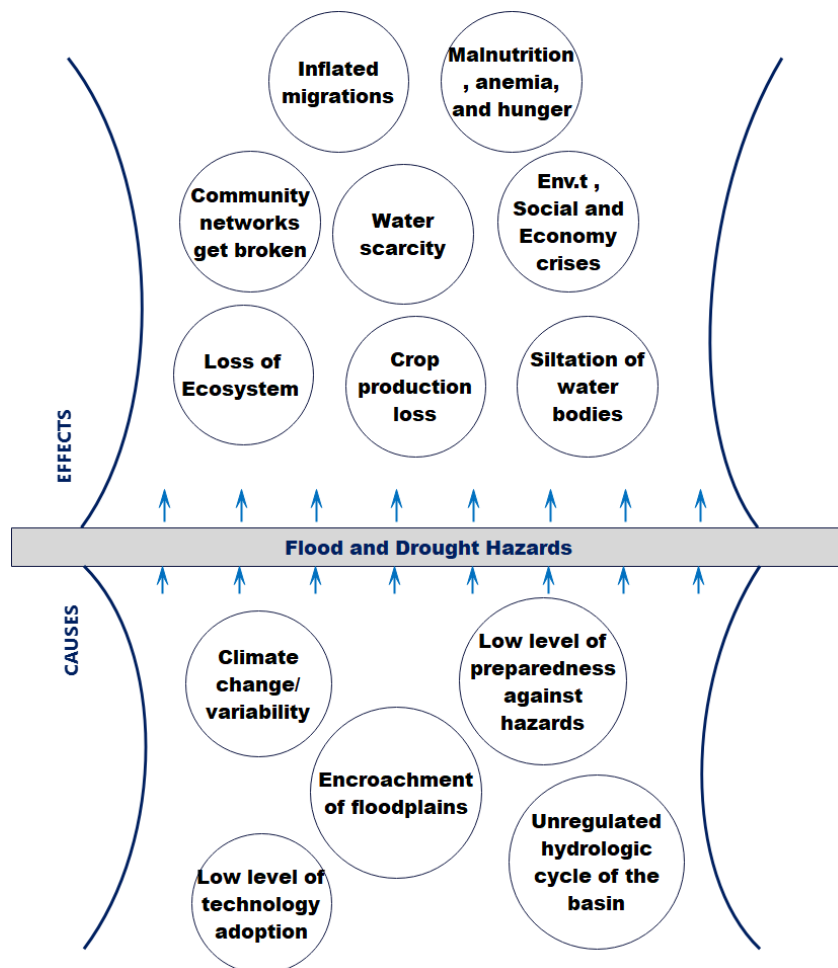 Inflated
migrations
Malnutrition
, anemia,
and hunger
Community
networks
get broken
Water
scarcity
Env.t ,
Social and
Economy
crises
Loss of
Ecosystem
Crop
production
loss
Siltation of
water
bodies
EFFECTS
Flood and Drought Hazards
CAUSES
Climate
change/
variability
Low level of
preparedness
against
hazards
Encroachment
of floodplains
Unregulated
hydrologic
cycle of the
basin
Low level of
technology
adoption